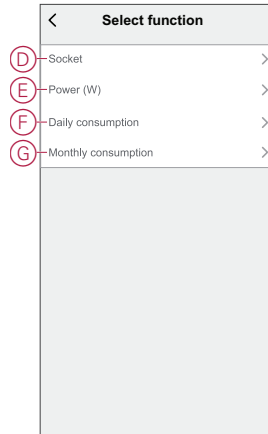 Select function
D Socket
E Power (W)
F Daily consumption
G Monthly consumption